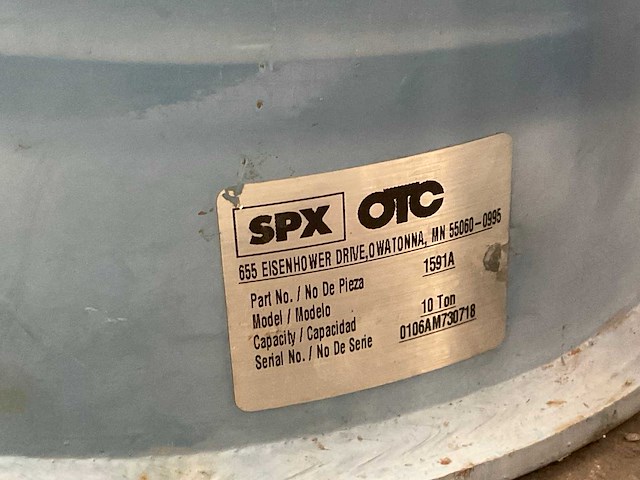 SPX OTC
655 EISENHOWER DRIVE,OWATONNA, MN 55060-0995
Part No. / No De Pieza 1591A
Model / Modelo
Capacity / Capacidad 10 Ton
Serial No. / No De Serie 0106AM730718